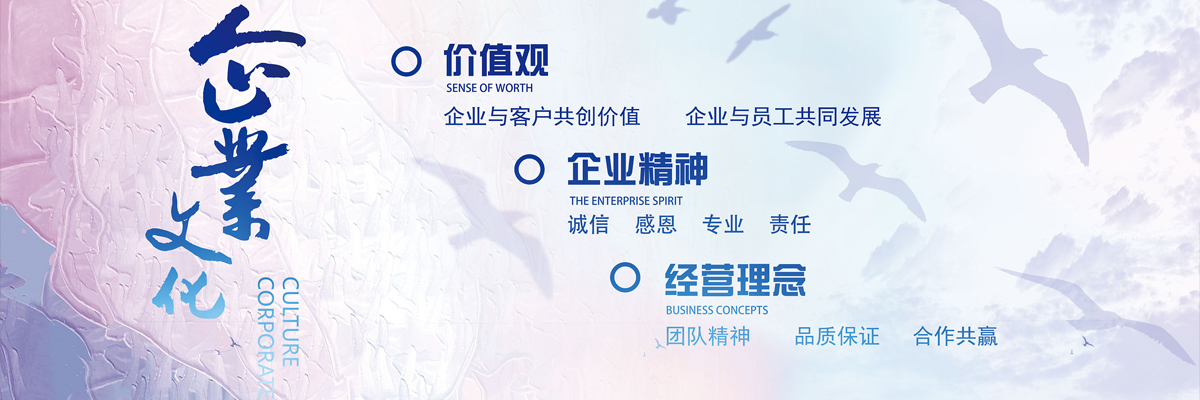 企業
文化
CULTURE
CORPORATE
价值观
SENSE OF WORTH
企业与客户共创价值 企业与员工共同发展
企业精神
THE ENTERPRISE SPIRIT
诚信 感恩 专业 责任
经营理念
BUSINESS CONCEPTS
团队精神 品质保证 合作共赢